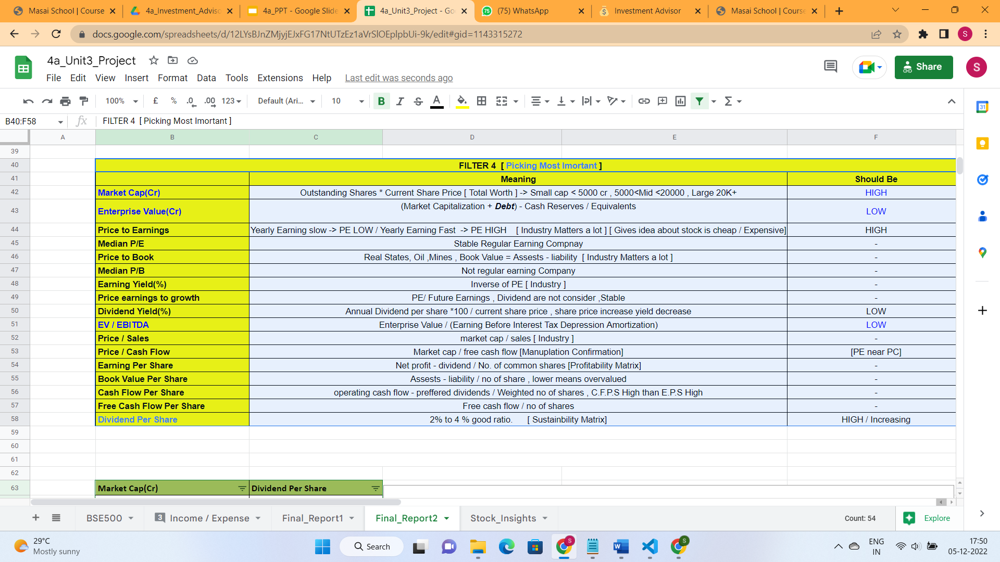 Masai School | Course
4a_Investment_Adviso
4a_PPT - Google Slide
4a_Unit3_Project - Go
(75) WhatsApp
Investment Advisor
Masai School | Course
docs.google.com/spreadsheets/d/12LYsBJnZMjyjEJxFG17NtUTzEz1aVrSlOEplpbUi-9k/edit#gid=1143315272
S
4a_Unit3_Project
Share
S
File Edit View Insert Format Data Tools Extensions Help Last edit was seconds ago
100% £ % .0 .00 123 Default (Ari... 10 B I S A Σ
31
B40:F58 fx FILTER 4 [ Picking Most Imortant ]
A B C D E F
39
40 FILTER 4 [ Picking Most Imortant ]
41 Meaning Should Be
42 Market Cap(Cr) Outstanding Shares * Current Share Price [ Total Worth ] -> Small cap < 5000 cr , 5000<Mid <20000 , Large 20K+ HIGH
43 Enterprise Value(Cr) (Market Capitalization + Debt) - Cash Reserves / Equivalents LOW
44 Price to Earnings Yearly Earning slow -> PE LOW / Yearly Earning Fast -> PE HIGH [ Industry Matters a lot ] [ Gives idea about stock is cheap / Expensive] HIGH
45 Median P/E Stable Regular Earning Compnay -
46 Price to Book Real States, Oil ,Mines , Book Value = Assests - liability [ Industry Matters a lot ] -
47 Median P/B Not regular earning Company -
48 Earning Yield(%) Inverse of PE [ Industry ] -
49 Price earnings to growth PE/ Future Earnings , Dividend are not consider ,Stable -
50 Dividend Yield(%) Annual Dividend per share *100 / current share price , share price increase yield decrease LOW
51 EV / EBITDA Enterprise Value / (Earning Before Interest Tax Depression Amortization) LOW
52 Price / Sales market cap / sales [ Industry ] -
53 Price / Cash Flow Market cap / free cash flow [Manuplation Confirmation] [PE near PC]
54 Earning Per Share Net profit - dividend / No. of common shares [Profitability Matrix] -
55 Book Value Per Share Assests - liability / no of share , lower means overvalued -
56 Cash Flow Per Share operating cash flow - preffered dividends / Weighted no of shares , C.F.P.S High than E.P.S High -
57 Free Cash Flow Per Share Free cash flow / no of shares -
58 Dividend Per Share 2% to 4 % good ratio. [ Sustainbility Matrix] HIGH / Increasing
59
60
61
62
63 Market Cap(Cr) Dividend Per Share
BSE500 3 Income / Expense Final_Report1 Final_Report2 Stock_Insights Count: 54 Explore
29°C
Mostly sunny
Search
ENG
IN
17:50
05-12-2022